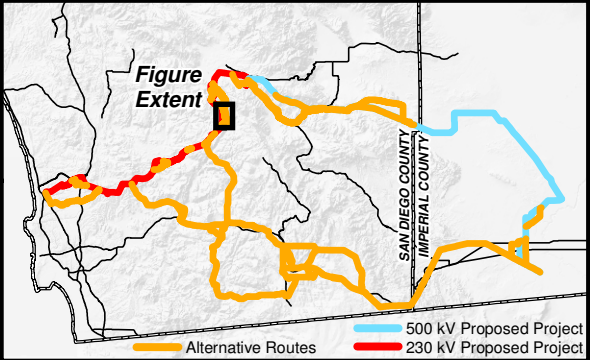 Figure
Extent
SAN DIEGO COUNTY
IMPERIAL COUNTY
500 kV Proposed Project
Alternative Routes
230 kV Proposed Project